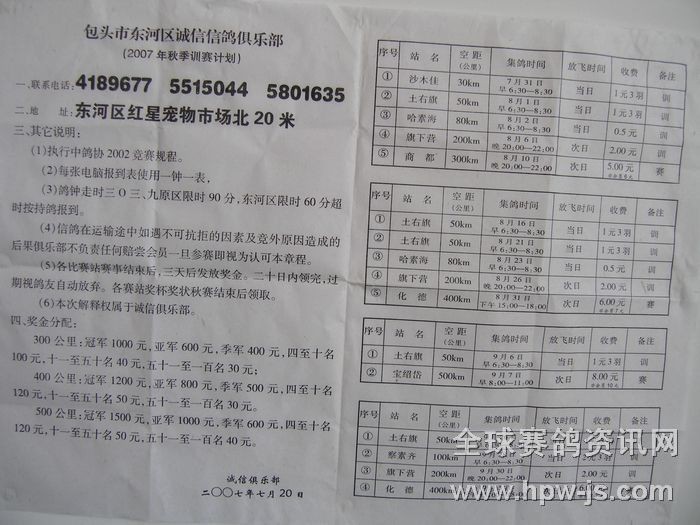 包头市东河区诚信信鸽俱乐部
(2007年秋季训赛计划)
一、联系电话:4189677 5515044 5801635
二、地 址:东河区红星宠物市场北20米
三、其它说明:
(1)执行中鸽协2002竞赛规程。
(2)每张电脑报到表使用一钟一表,
(3)鸽钟走时三O三、九原区限时90分,东河区限时60分超
时按持鸽报到。
(4)信鸽在运输途中如遇不可抗拒的因素及竞外原因造成的
后果俱乐部不负责任何赔尝会员一旦参赛即视为认可本章程。
(5)各比赛站赛事结束后,三天后发放奖金。二十日内领完,过
期视鸽友自动放弃。各赛站奖杯奖状秋赛结束后领取。
(6)本次解释权属于诚信俱乐部。
四、奖金分配:
300公里:冠军1000元,亚军600元,季军400元,四至十名
100元,十一至五十名40元,五十一至一百名30元。
400公里:冠军1200元,亚军800元,季军500元,四至十名
120元,十一至五十名50元,五十一至一百名30元。
500公里:冠军1500元,亚军1000元,季军600元,四至十名
120元,十一至五十名50元,五十一至一百名40元。
诚信俱乐部
二〇〇七年七月20日
序号 站 名 空距(公里) 集鸽时间 放飞时间 收费 备注
① 沙木佳 30km 7月31日 早6:30—8:30 当日 1元3羽 训
② 土右旗 50km 8月1日 早6:30—8:30 当日 1元3羽 训
③ 哈素海 80km 8月2日 早6:30—8:30 当日 0.5元 训
④ 旗下营 200km 8月6日 晚20:00—22:00 次日 2.00元 训
⑤ 商都 300km 8月10日 晚20:00—22:00 次日 5.00元 赛
序号 站 名 空距(公里) 集鸽时间 放飞时间 收费 备注
① 土右旗 50km 8月16日 早6:30—8:30 当日 1元3羽 训
② 土右旗 50km 8月21日 早6:30—8:30 当日 1元3羽 训
③ 哈素海 80km 8月23日 早6:30—8:30 当日 0.5元 训
④ 旗下营 200km 8月26日 晚20:00—22:00 次日 2.00元 训
⑤ 化德 400km 8月31日 下午15:00—18:00 次日 6.00元 赛
序号 站 名 空距(公里) 集鸽时间 放飞时间 收费 备注
① 土右旗 50km 9月6日 早6:30—8:30 当日 1元3羽 训
② 宝绍岱 500km 9月7日 早8:00—11:00 次日 8.00元 赛
序号 站 名 空距(公里) 集鸽时间 放飞时间 收费 备注
① 土右旗 50km 早6:30—8:30 当日 训
② 察素齐 100km 当日 2元3羽 训
③ 旗下营 200km 9月30日 次日 2.00元 训
④ 化德 400km 次日 赛
全球赛鸽资讯网
www.hpw-js.com